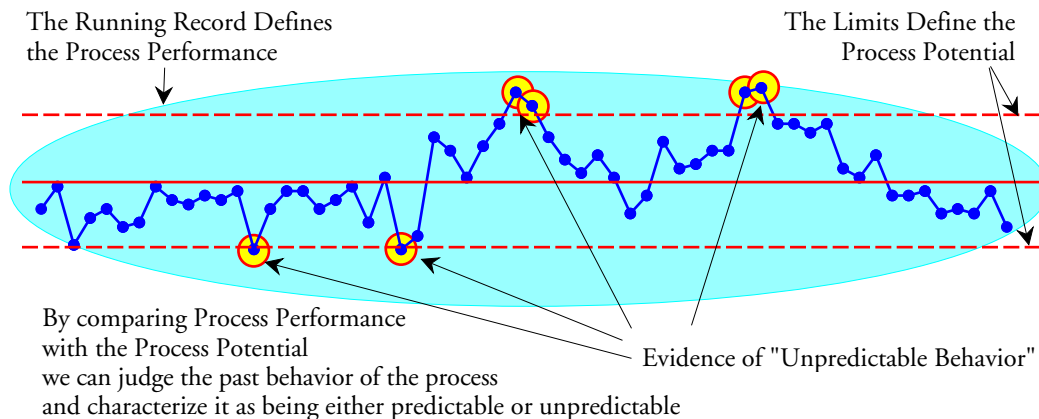 The Running Record Defines
the Process Performance
The Limits Define the
Process Potential
By comparing Process Performance
with the Process Potential
we can judge the past behavior of the process
and characterize it as being either predictable or unpredictable
Evidence of "Unpredictable Behavior"